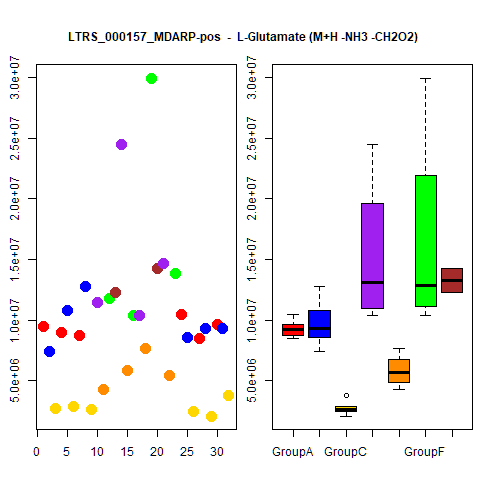 LTRS_000157_MDARP-pos - L-Glutamate (M+H -NH3 -CH2O2)
3.0e+07
2.5e+07
2.0e+07
1.5e+07
1.0e+07
5.0e+06
0 5 10 15 20 25 30
3.0e+07
2.5e+07
2.0e+07
1.5e+07
1.0e+07
5.0e+06
GroupA GroupC GroupF